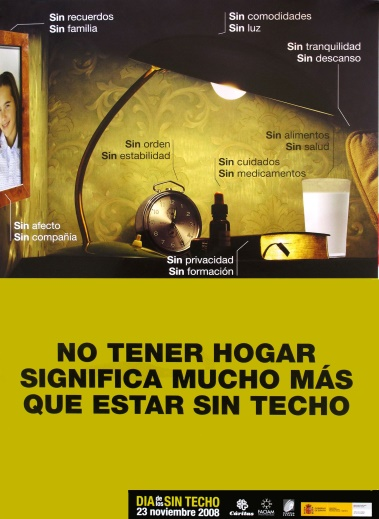 Sin recuerdos
Sin familia
Sin comodidades
Sin luz
Sin tranquilidad
Sin descanso
Sin orden
Sin estabilidad
Sin alimentos
Sin salud
Sin cuidados
Sin medicamentos
Sin afecto
Sin compañía
Sin privacidad
Sin formación
NO TENER HOGAR
SIGNIFICA MUCHO MÁS
QUE ESTAR SIN TECHO
DIA de los SIN TECHO
23 noviembre 2008
Cáritas
FACIAM